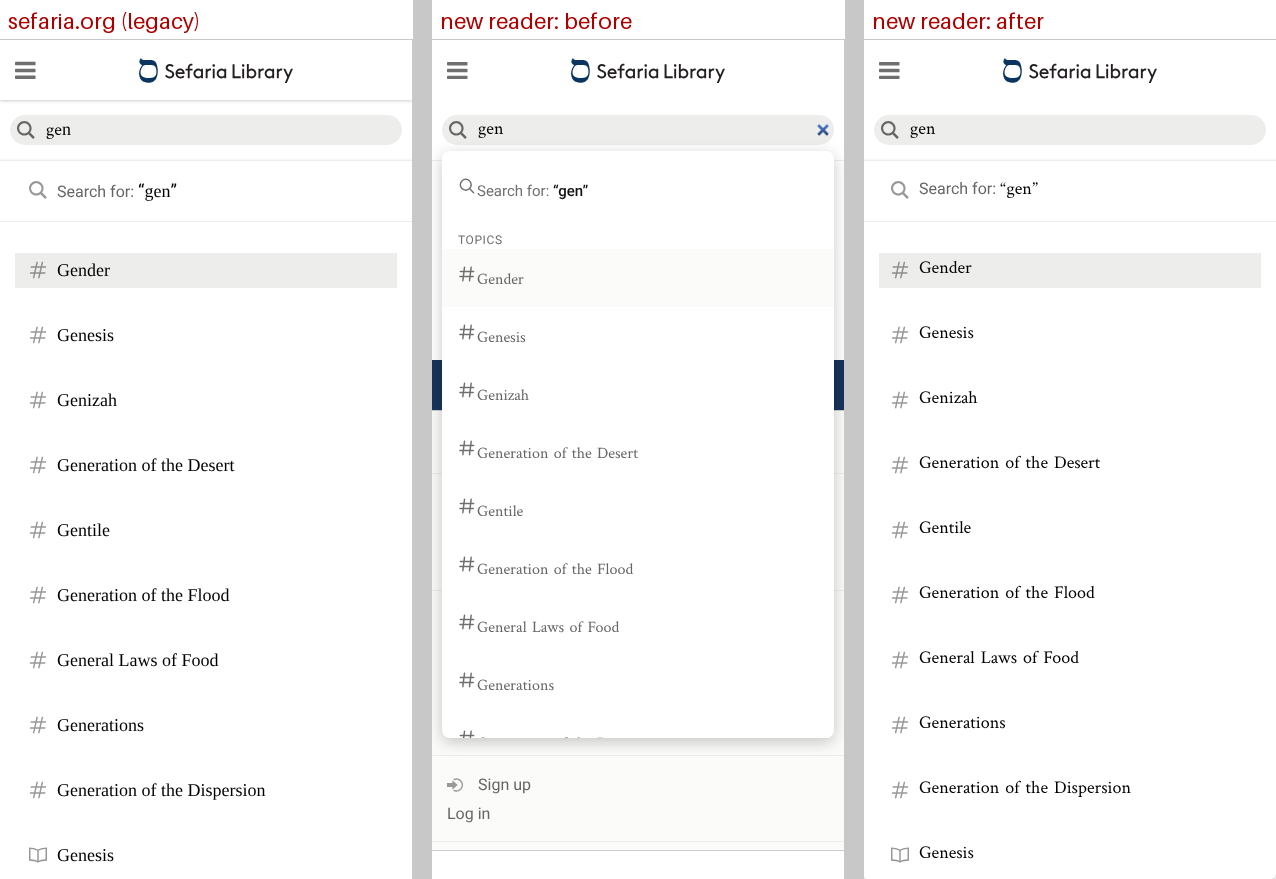 sefaria.org (legacy)
Sefaria Library
gen
Search for: “gen”
# Gender
# Genesis
# Genizah
# Generation of the Desert
# Gentile
# Generation of the Flood
# General Laws of Food
# Generations
# Generation of the Dispersion
Genesis
new reader: before
Sefaria Library
gen
Search for: “gen”
TOPICS
# Gender
# Genesis
# Genizah
# Generation of the Desert
# Gentile
# Generation of the Flood
# General Laws of Food
# Generations
Sign up
Log in
new reader: after
Sefaria Library
gen
Search for: “gen”
# Gender
# Genesis
# Genizah
# Generation of the Desert
# Gentile
# Generation of the Flood
# General Laws of Food
# Generations
# Generation of the Dispersion
Genesis